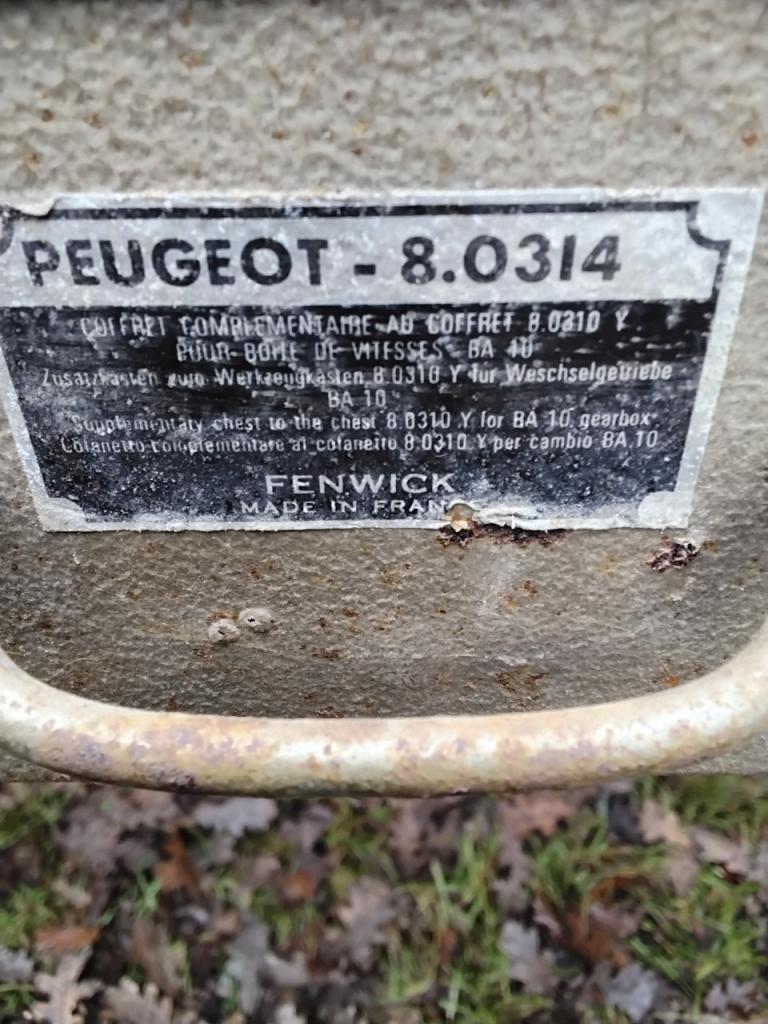 PEUGEOT - 8.0314
COFFRET COMPLEMENTAIRE AU COFFRET 8.0310 Y
POUR BOITE DE VITESSES BA 10
Zusatzkasten zum Werkzeugkasten 8.0310 Y für Weschselgetriebe
BA 10
Supplementary chest to the chest 8.0310 Y for BA 10 gearbox
Cofanetto complementare al cofanetto 8.0310 Y per cambio BA 10
FENWICK
MADE IN FRAN